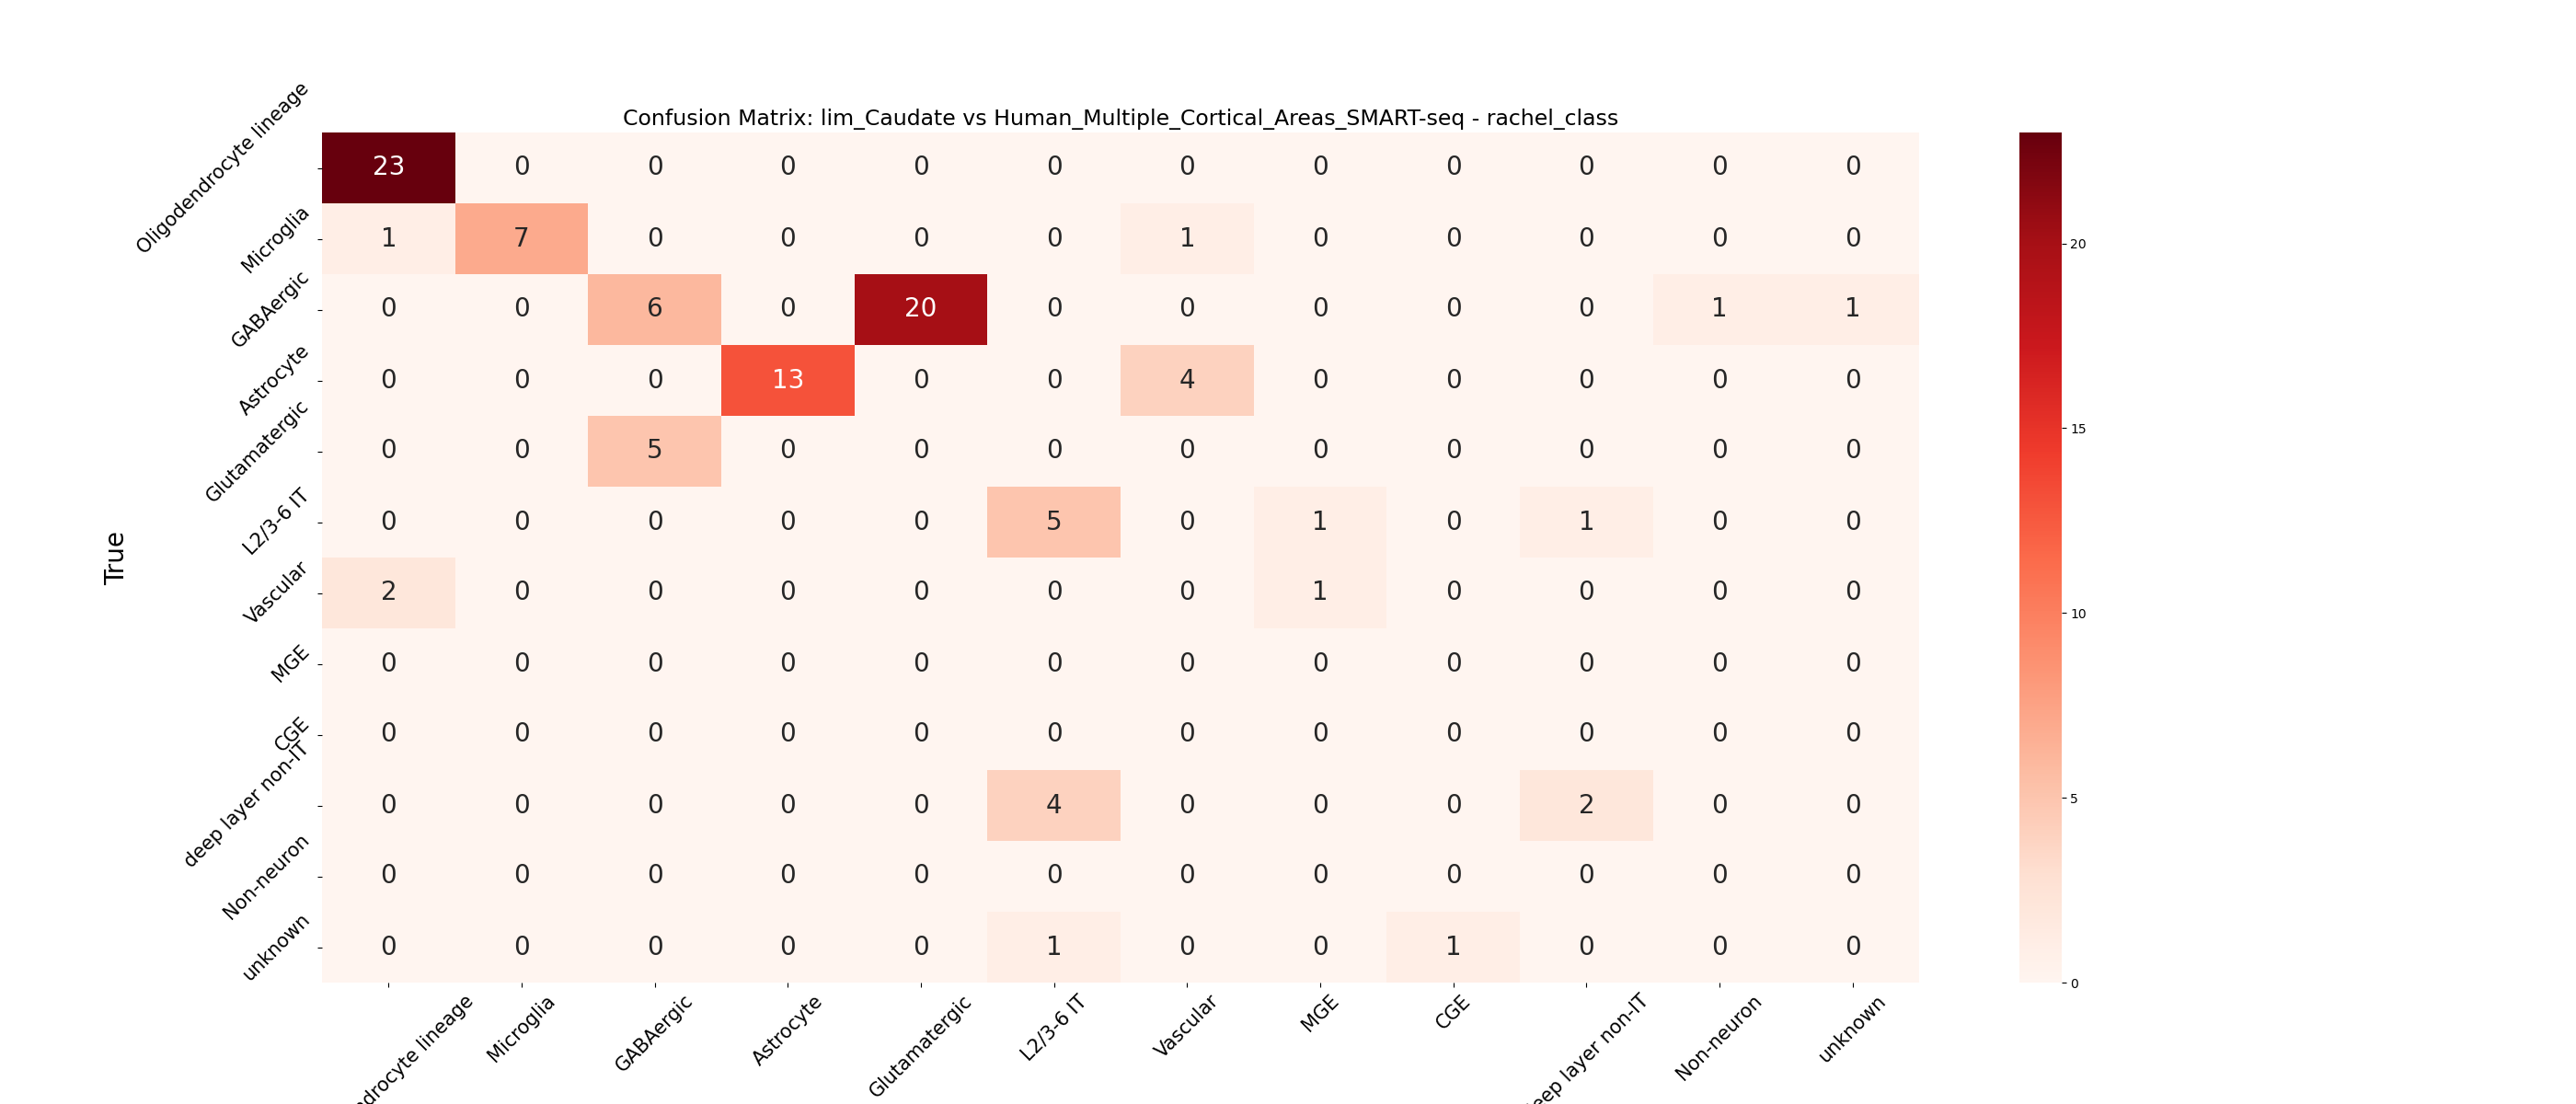 Confusion Matrix: lim_Caudate vs Human_Multiple_Cortical_Areas_SMART-seq - rachel_class
True
Oligodendrocyte lineage 23 0 0 0 0 0 0 0 0 0 0 0
Microglia 1 7 0 0 0 0 1 0 0 0 0 0
GABAergic 0 0 6 0 20 0 0 0 0 0 1 1
Astrocyte 0 0 0 13 0 0 4 0 0 0 0 0
Glutamatergic 0 0 5 0 0 0 0 0 0 0 0 0
L2/3-6 IT 0 0 0 0 0 5 0 1 0 1 0 0
Vascular 2 0 0 0 0 0 0 1 0 0 0 0
MGE 0 0 0 0 0 0 0 0 0 0 0 0
CGE 0 0 0 0 0 0 0 0 0 0 0 0
deep layer non-IT 0 0 0 0 0 4 0 0 0 2 0 0
Non-neuron 0 0 0 0 0 0 0 0 0 0 0 0
unknown 0 0 0 0 0 1 0 0 1 0 0 0
lineage Microglia GABAergic Astrocyte Glutamatergic L2/3-6 IT Vascular MGE CGE layer non-IT Non-neuron unknown
20
15
10
5
0